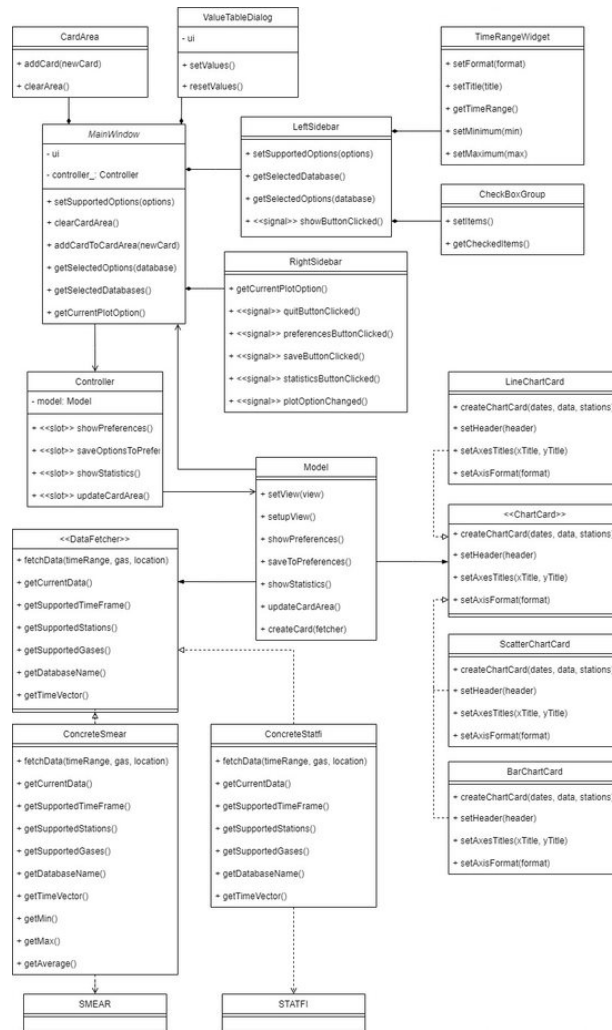 CardArea
+ addCard(newCard)
+ clearArea()
ValueTableDialog
- ui
+ setValues()
+ resetValues()
TimeRangeWidget
+ setFormat(format)
+ setTitle(title)
+ getTimeRange()
+ setMinimum(min)
+ setMaximum(max)
MainWindow
- ui
- controller_: Controller
+ setSupportedOptions(options)
+ clearCardArea()
+ addCardToCardArea(newCard)
+ getSelectedOptions(database)
+ getSelectedDatabases()
+ getCurrentPlotOption()
LeftSidebar
+ setSupportedOptions(options)
+ getSelectedDatabase()
+ getSelectedOptions(database)
+ <<signal>> showButtonClicked()
CheckBoxGroup
+ setItems()
+ getCheckedItems()
RightSidebar
+ getCurrentPlotOption()
+ <<signal>> quitButtonClicked()
+ <<signal>> preferencesButtonClicked()
+ <<signal>> saveButtonClicked()
+ <<signal>> statisticsButtonClicked()
+ <<signal>> plotOptionChanged()
Controller
- model: Model
+ <<slot>> showPreferences()
+ <<slot>> saveOptionsToPrefer
+ <<slot>> showStatistics()
+ <<slot>> updateCardArea()
LineChartCard
+ createChartCard(dates, data, stations)
+ setHeader(header)
+ setAxesTitles(xTitle, yTitle)
+ setAxisFormat(format)
Model
+ setView(view)
+ setupView()
+ showPreferences()
+ saveToPreferences()
+ showStatistics()
+ updateCardArea()
+ createCard(fetcher)
<<ChartCard>>
+ createChartCard(dates, data, stations)
+ setHeader(header)
+ setAxesTitles(xTitle, yTitle)
+ setAxisFormat(format)
<<DataFetcher>>
+ fetchData(timeRange, gas, location)
+ getCurrentData()
+ getSupportedTimeFrame()
+ getSupportedStations()
+ getSupportedGases()
+ getDatabaseName()
+ getTimeVector()
ScatterChartCard
+ createChartCard(dates, data, stations)
+ setHeader(header)
+ setAxesTitles(xTitle, yTitle)
+ setAxisFormat(format)
ConcreteSmear
+ fetchData(timeRange, gas, location)
+ getCurrentData()
+ getSupportedTimeFrame()
+ getSupportedStations()
+ getSupportedGases()
+ getDatabaseName()
+ getTimeVector()
+ getMin()
+ getMax()
+ getAverage()
ConcreteStatfi
+ fetchData(timeRange, gas, location)
+ getCurrentData()
+ getSupportedTimeFrame()
+ getSupportedStations()
+ getSupportedGases()
+ getDatabaseName()
+ getTimeVector()
BarChartCard
+ createChartCard(dates, data, stations)
+ setHeader(header)
+ setAxesTitles(xTitle, yTitle)
+ setAxisFormat(format)
SMEAR
STATFI